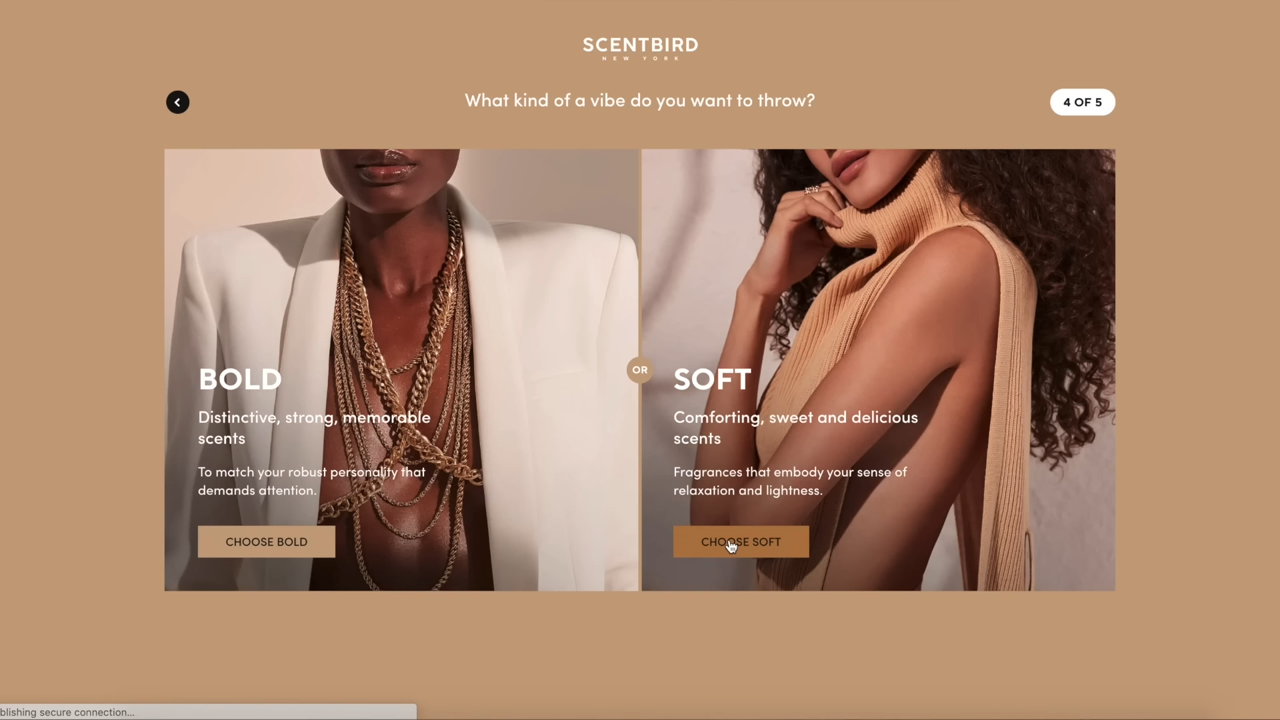 SCENTBIRD
NEW YORK
What kind of a vibe do you want to throw?
4 OF 5
BOLD
Distinctive, strong, memorable
scents
To match your robust personality that
demands attention.
CHOOSE BOLD
OR
SOFT
Comforting, sweet and delicious
scents
Fragrances that embody your sense of
relaxation and lightness.
CHOOSE SOFT
blishing secure connection...